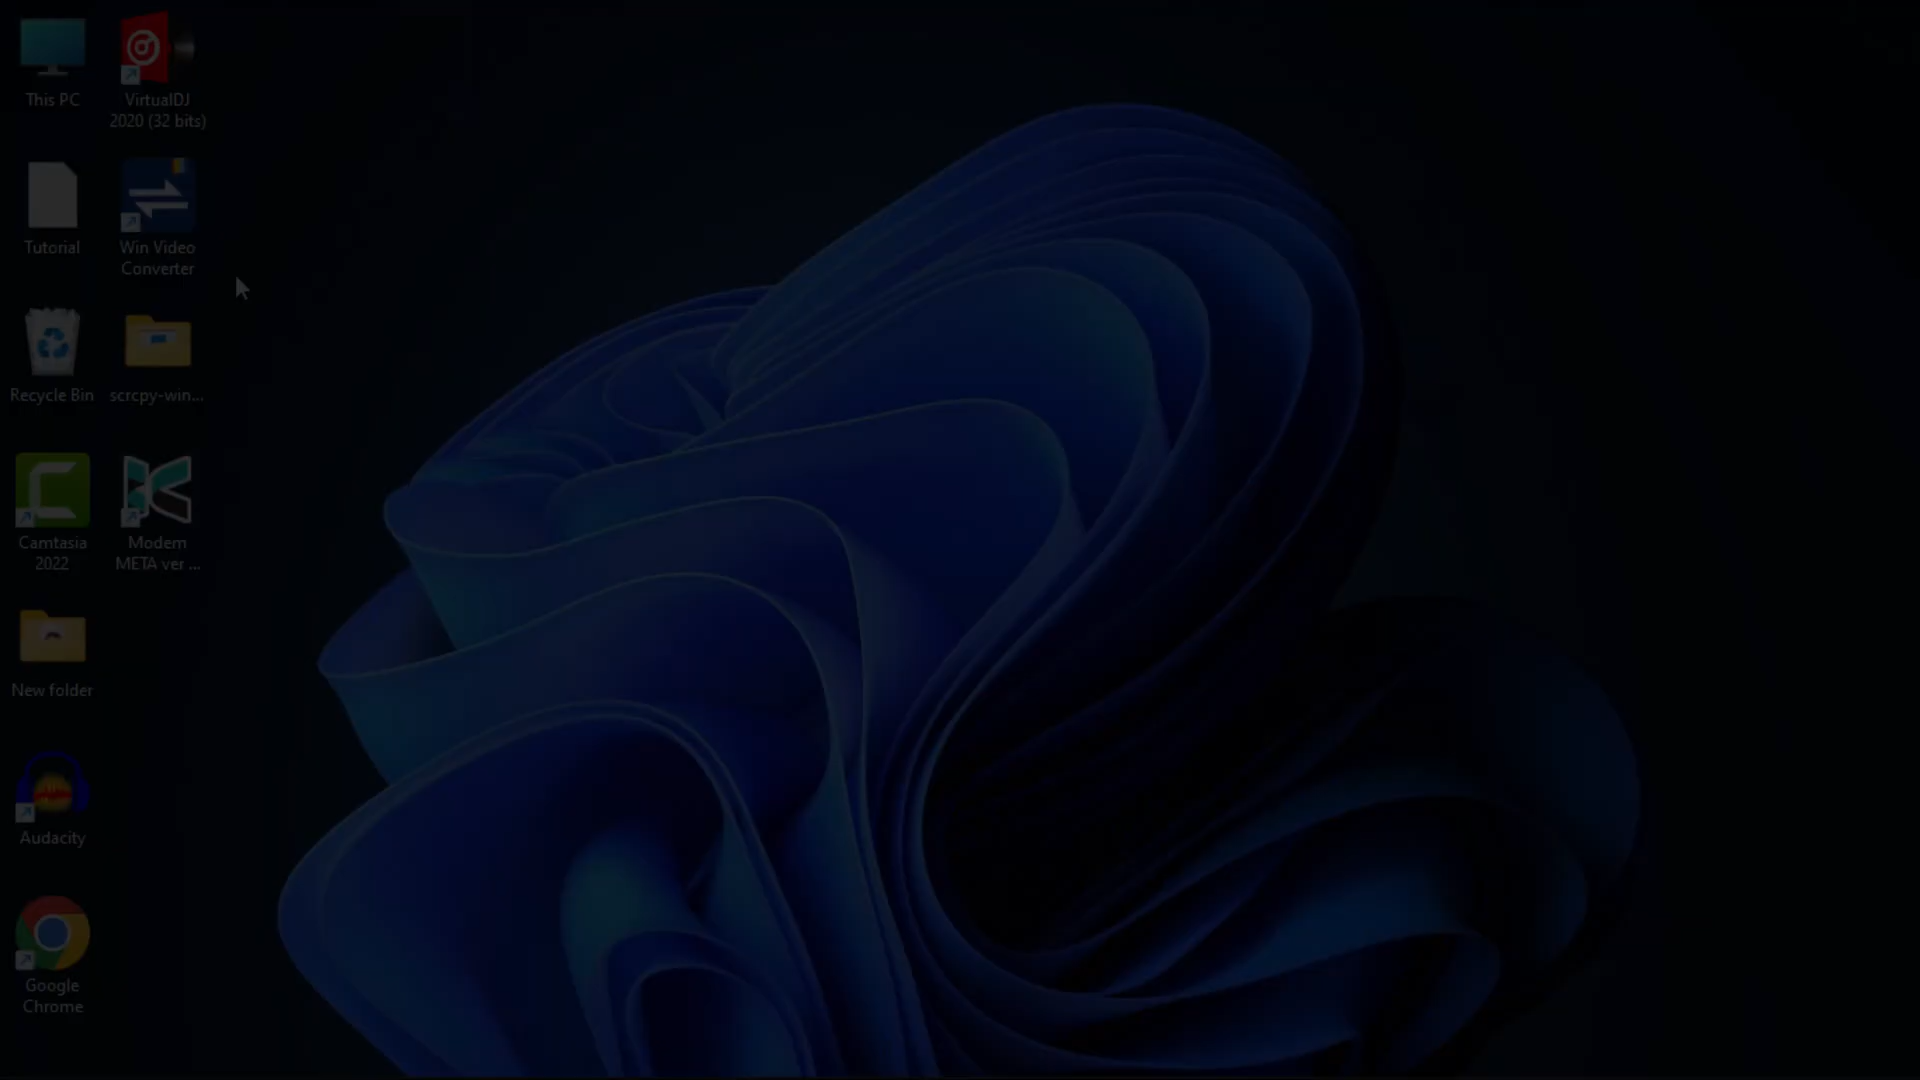 This PC
VirtualDJ
2020 (32 bits)
Tutorial
Win Video
Converter
Recycle Bin
scrcpy-win...
Camtasia
2022
Modem
META ver ...
New folder
Audacity
Google
Chrome